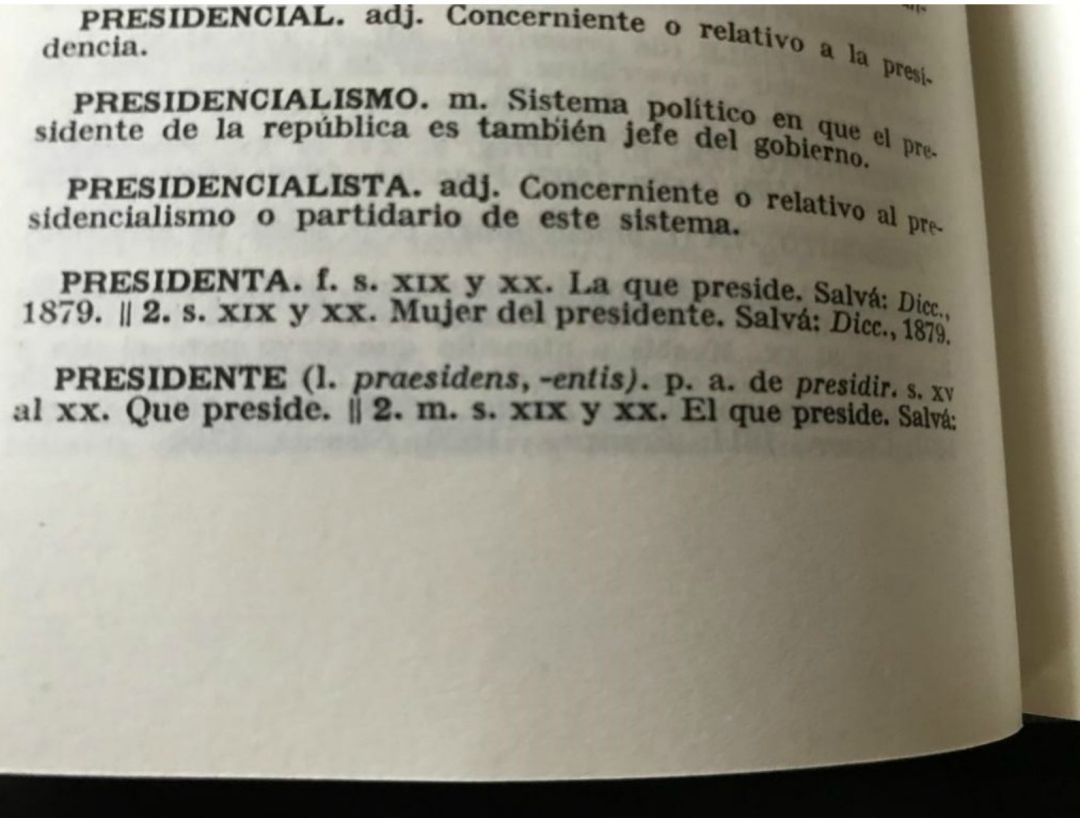 PRESIDENCIAL. adj. Concerniente o relativo a la presi-
dencia.
PRESIDENCIALISMO. m. Sistema político en que el pre-
sidente de la república es también jefe del gobierno.
PRESIDENCIALISTA. adj. Concerniente o relativo al pre-
sidencialismo o partidario de este sistema.
PRESIDENTA. f. s. XIX y XX. La que preside. Salvá: Dicc.,
1879. || 2. s. XIX y XX. Mujer del presidente. Salvá: Dicc., 1879.
PRESIDENTE (l. praesidens, -entis). p. a. de presidir. s. XV
al XX. Que preside. || 2. m. s. XIX y XX. El que preside. Salvá: